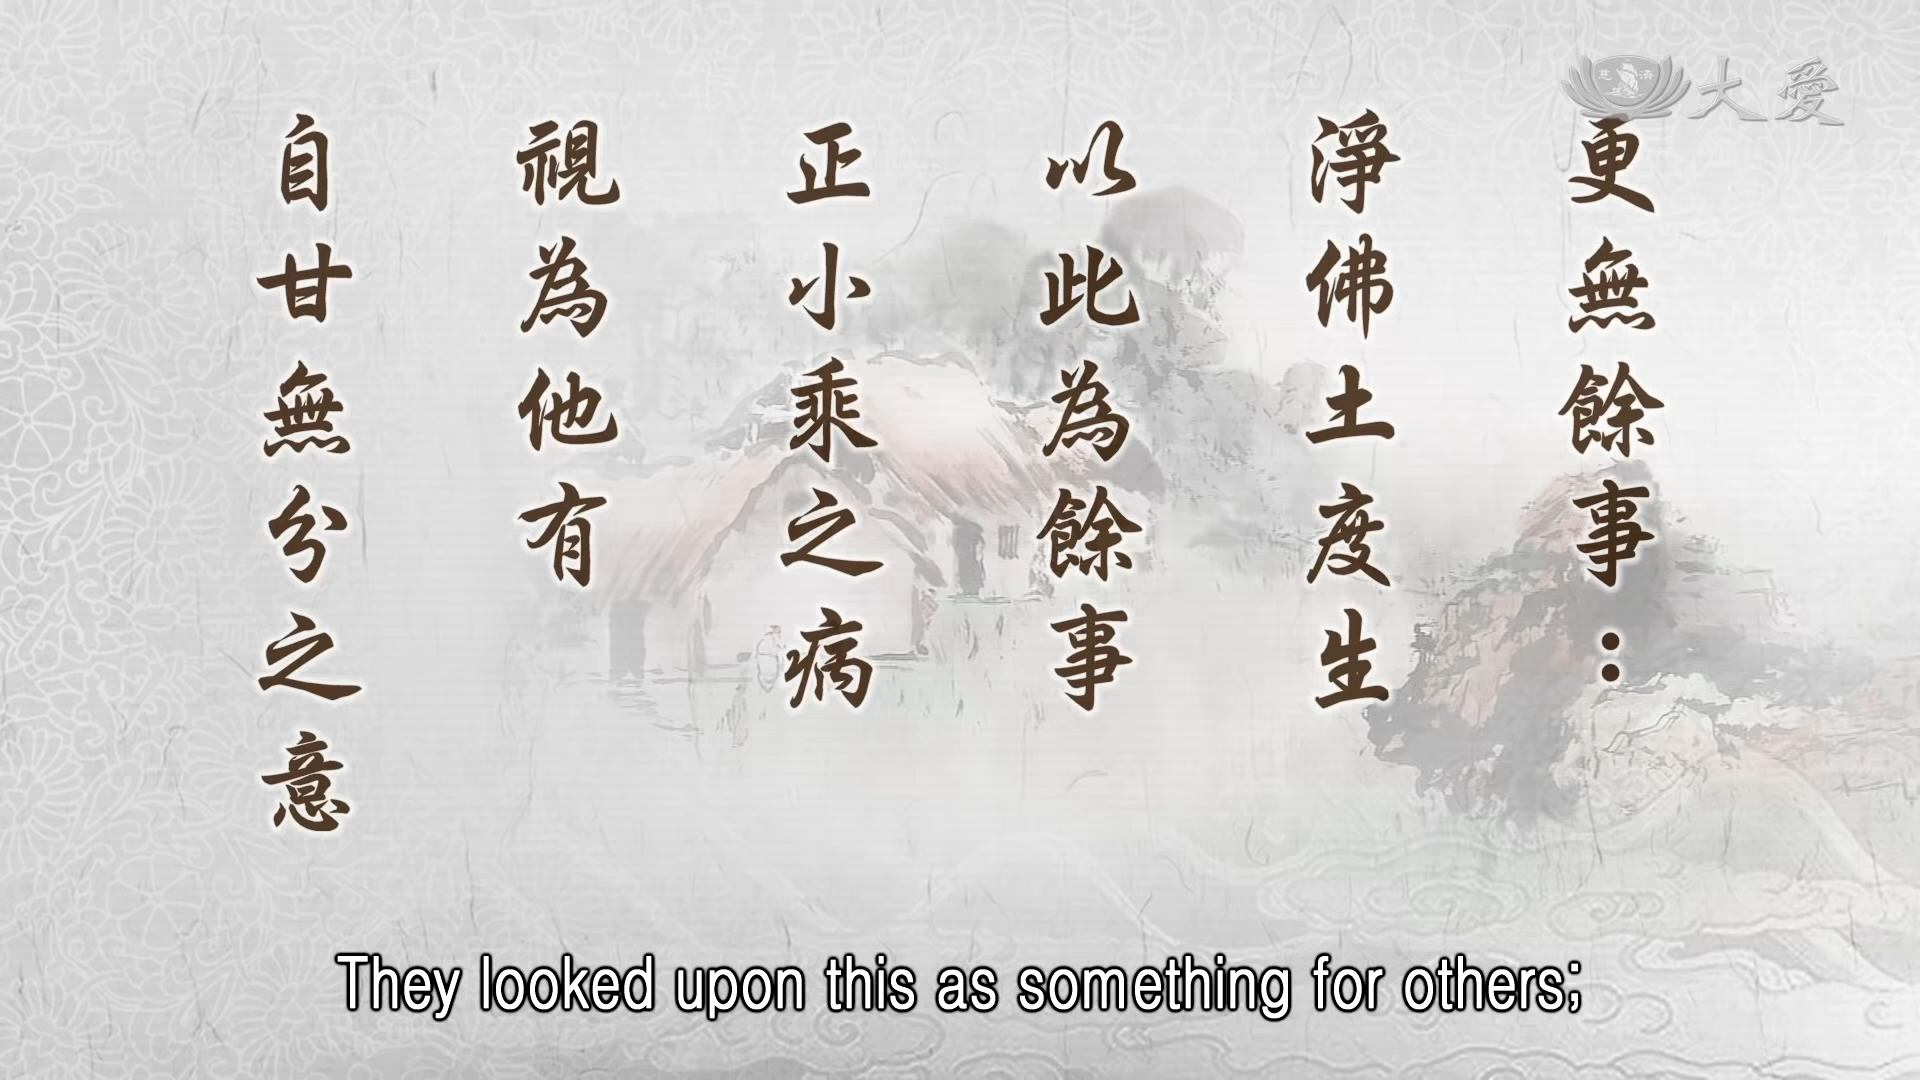 更無餘事：
淨佛土度生
以此為餘事
正小乘之病
視為他有
自甘無分之意
慈濟
大愛
They looked upon this as something for others;